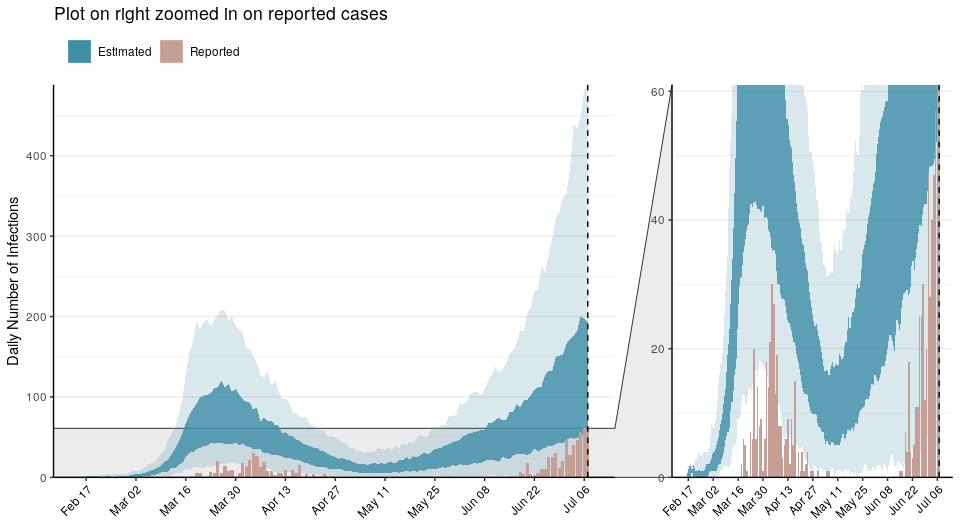 Plot on right zoomed in on reported cases
Estimated
Reported
Daily Number of Infections
400
300
200
100
0
Feb 17
Mar 02
Mar 16
Mar 30
Apr 13
Apr 27
May 11
May 25
Jun 08
Jun 22
Jul 06
60
40
20
0
Feb 17
Mar 02
Mar 16
Mar 30
Apr 13
Apr 27
May 11
May 25
Jun 08
Jun 22
Jul 06